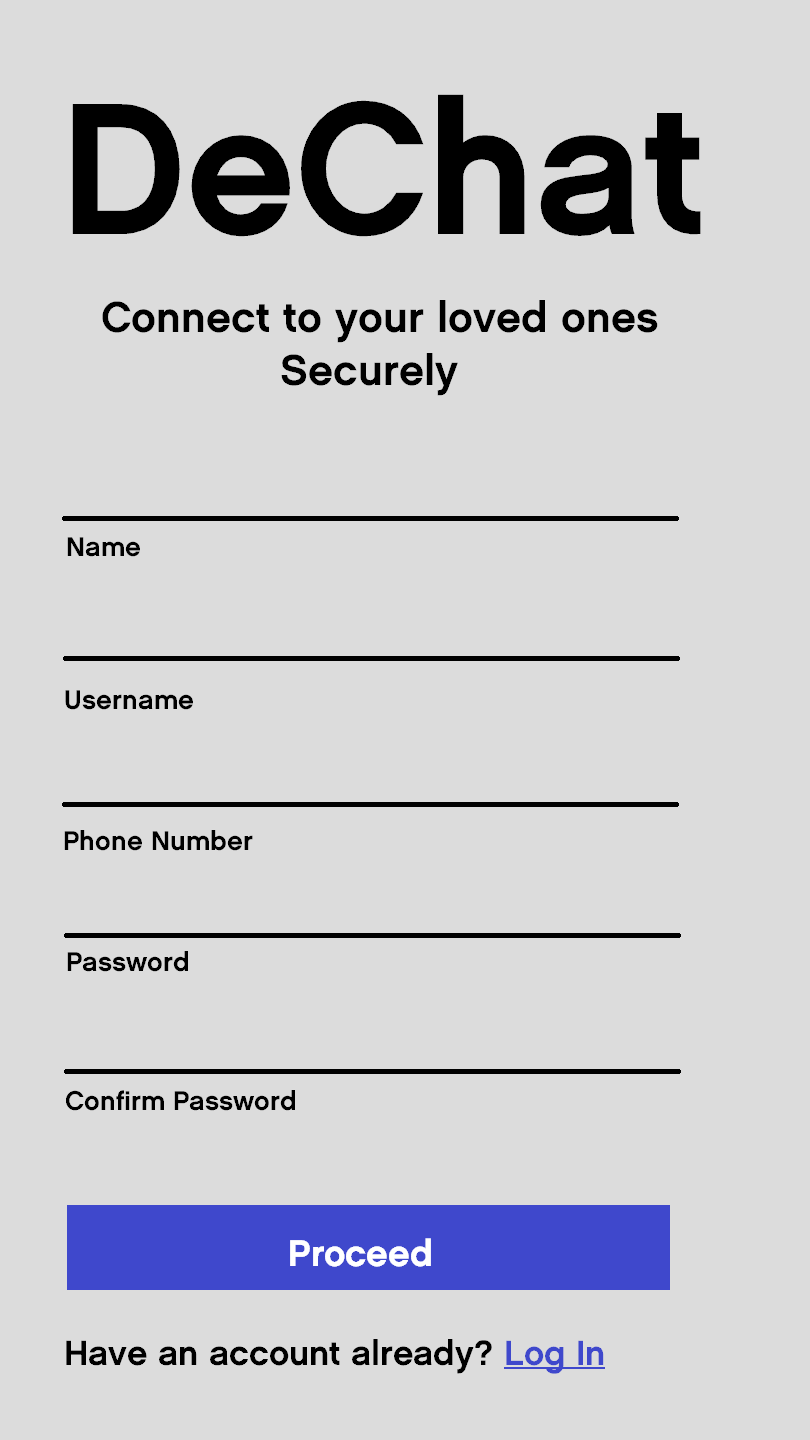 DeChat
Connect to your loved ones
Securely
Name
Username
Phone Number
Password
Confirm Password
Proceed
Have an account already? Log In